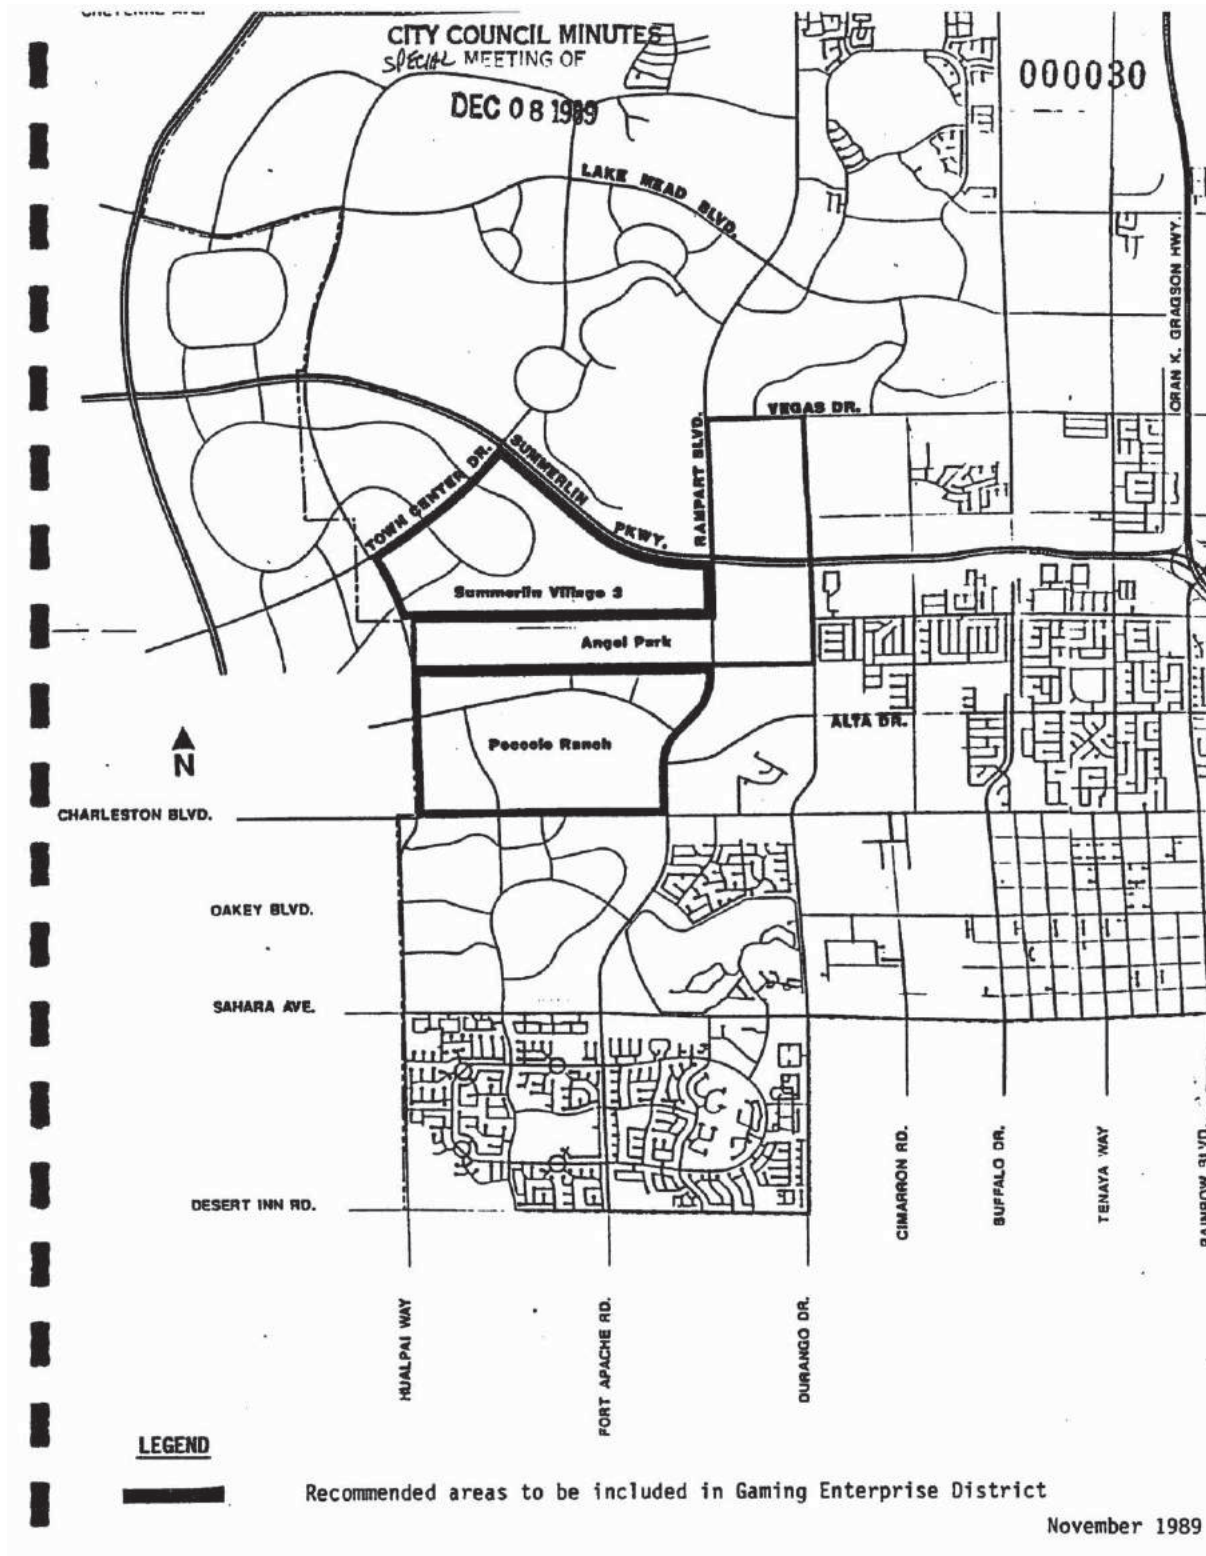 CITY COUNCIL MINUTES
SPECIAL MEETING OF
DEC 08 1989
000030
LAKE MEAD BLVD.
ORAN K. GRAGSON HWY.
VEGAS DR.
RAMPART BLVD.
TOWN CENTER DR.
SUMMERLIN PKWY.
Summerlin Village 3
Angel Park
ALTA DR.
Peccole Ranch
N
CHARLESTON BLVD.
OAKEY BLVD.
SAHARA AVE.
DESERT INN RD.
CIMARRON RD.
BUFFALO DR.
TENAYA WAY
RAINBOW BLVD.
HUALPAI WAY
FORT APACHE RD.
DURANGO DR.
LEGEND
Recommended areas to be included in Gaming Enterprise District
November 1989